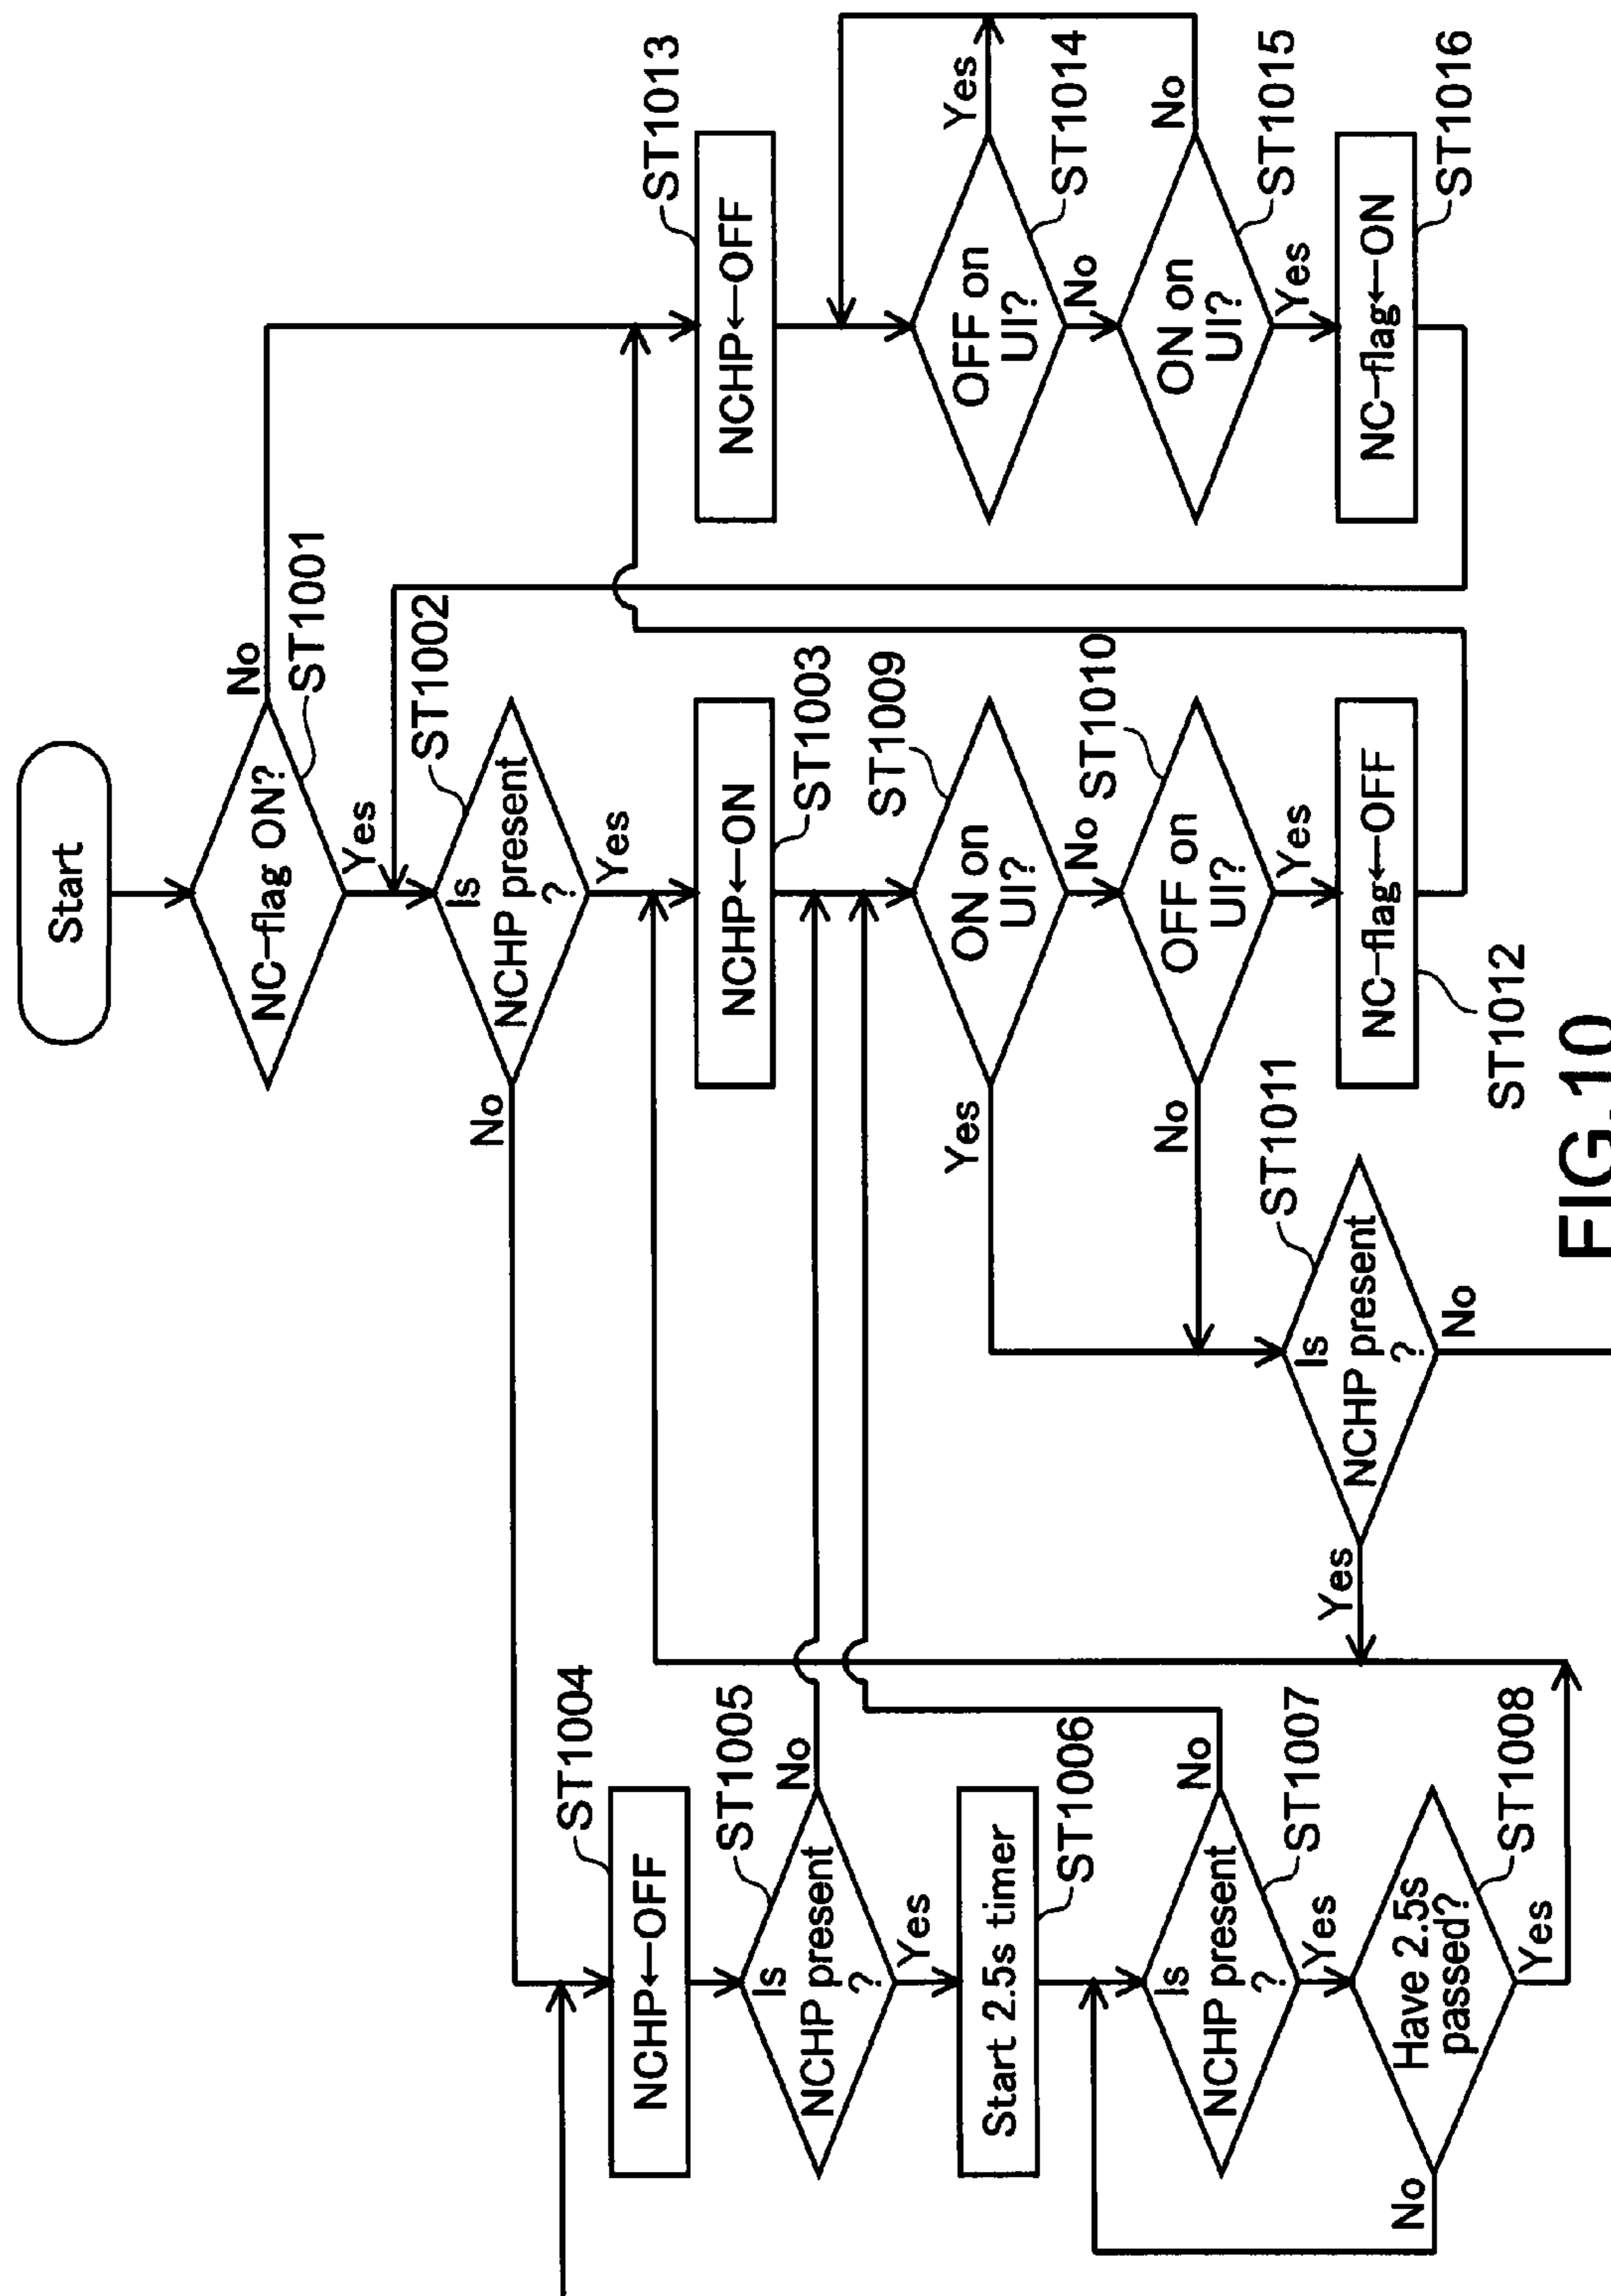 Start
NC-flag ON?
ST1001
Yes
No
Is
NCHP present
?
ST1002
Yes
No
NCHP←ON
ST1003
NCHP←OFF
ST1004
Is
NCHP present
?
ST1005
No
Yes
Start 2.5s timer
ST1006
Is
NCHP present
?
ST1007
No
Yes
Have 2.5s
passed?
ST1008
No
Yes
ON on
UI?
ST1009
Yes
No
OFF on
UI?
ST1010
No
Yes
Is
NCHP present
?
ST1011
Yes
No
NC-flag←OFF
ST1012
NCHP←OFF
ST1013
OFF on
UI?
ST1014
Yes
No
ON on
UI?
ST1015
No
Yes
NC-flag←ON
ST1016
FIG.10